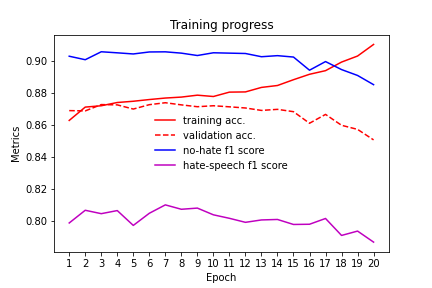 Training progress
Metrics
0.90
0.88
0.86
0.84
0.82
0.80
training acc.
validation acc.
no-hate f1 score
hate-speech f1 score
1 2 3 4 5 6 7 8 9 10 11 12 13 14 15 16 17 18 19 20
Epoch